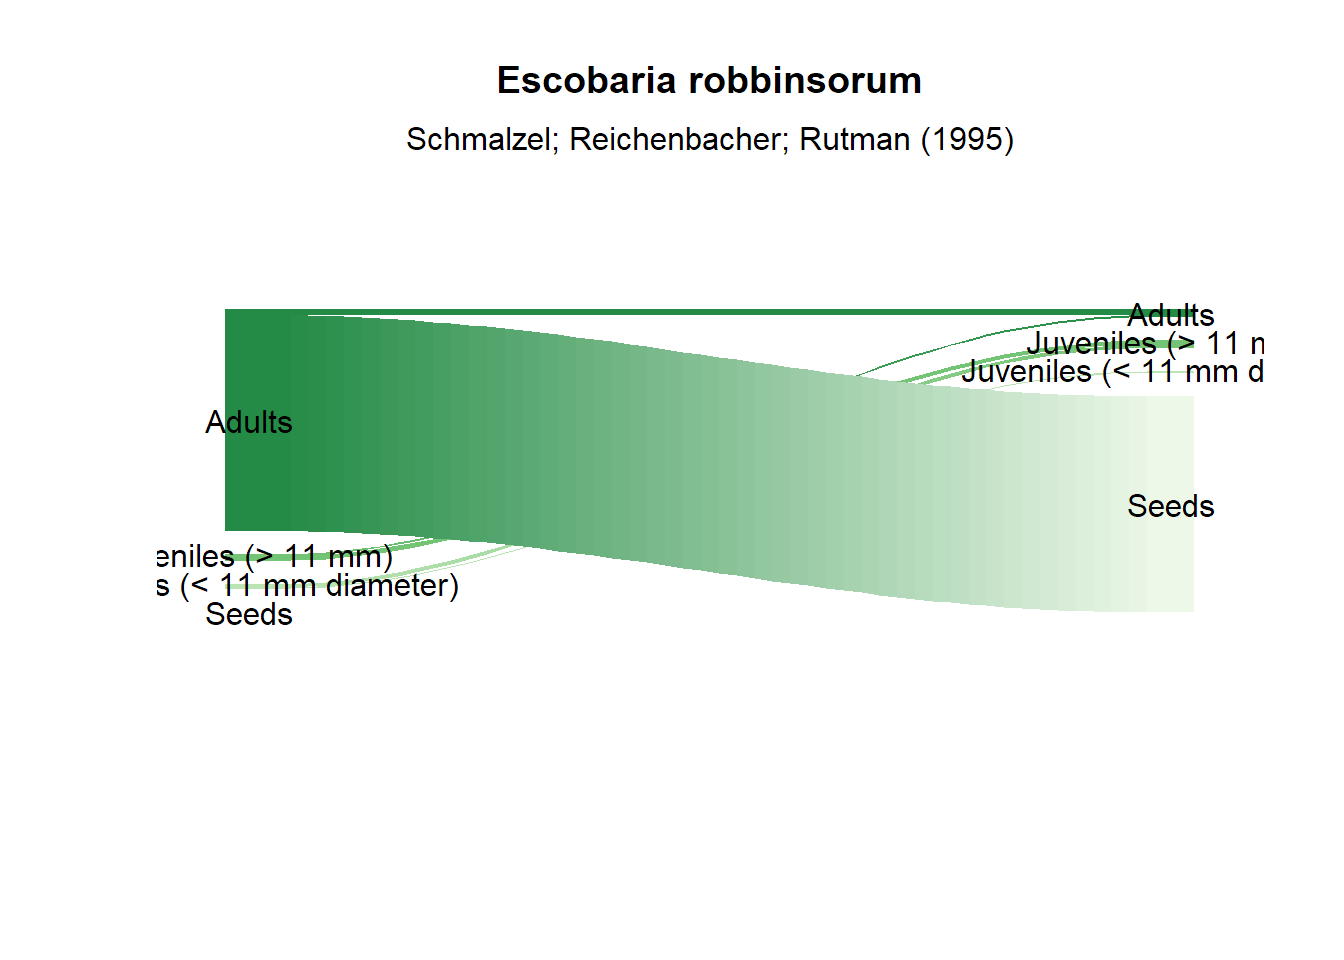 Escobaria robbinsorum
Schmalzel; Reichenbacher; Rutman (1995)
Adults
Juveniles (> 11 n
Juveniles (< 11 mm d
Adults
Seeds
eniles (> 11 mm)
s (< 11 mm diameter)
Seeds